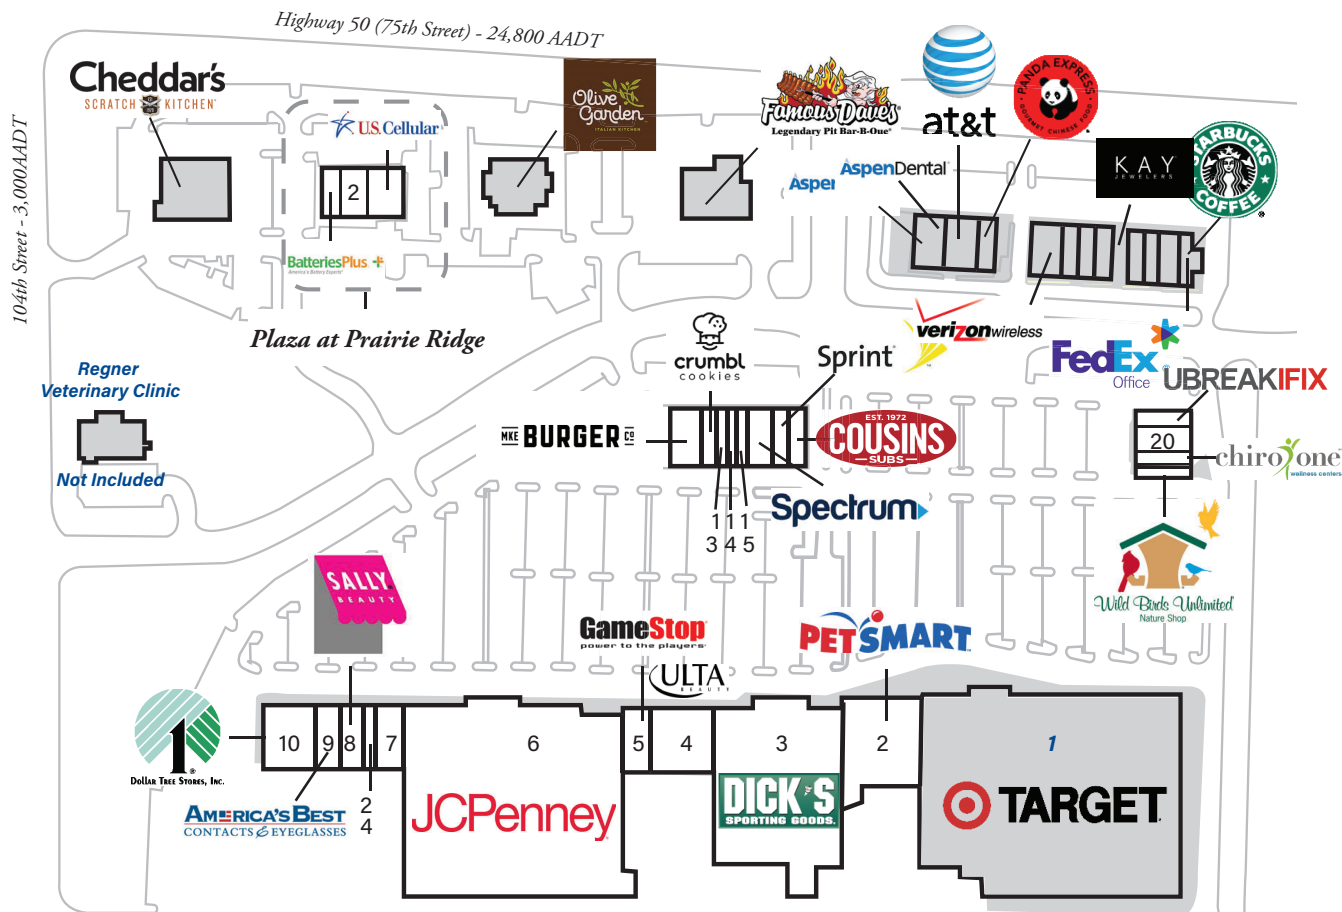 Highway 50 (75th Street) - 24,800 AADT
104th Street - 3,000AADT
Cheddar's
SCRATCH KITCHEN
U.S. Cellular
2
BatteriesPlus +
America's Battery Experts
Plaza at Prairie Ridge
Olive
Garden
ITALIAN KITCHEN
Famous Dave's
Legendary Pit Bar-B-Que
at&t
PANDA EXPRESS
GOURMET CHINESE FOOD
Aspen
AspenDental
KAY
JEWELERS
STARBUCKS
COFFEE
Regner
Veterinary Clinic
Not Included
crumbl
cookies
Sprint
verizonwireless
FedEx
Office
UBREAKIFIX
MKE BURGER CO
EST. 1972
COUSINS
SUBS
20
chiro one
wellness centers
Spectrum
1 1 1
3 4 5
Wild Birds Unlimited
Nature Shop
SALLY
BEAUTY
GameStop
power to the players
ULTA
BEAUTY
PETSMART
1
Dollar Tree Stores, Inc.
10
9
8
7
6
5
4
3
2
1
America's Best
CONTACTS & EYEGLASSES
2
4
JCPenney
DICK'S
SPORTING GOODS
TARGET